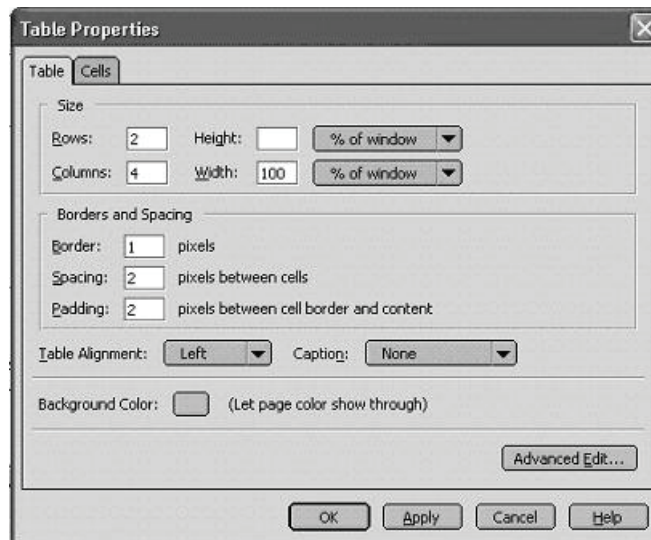 Table Properties
Table Cells
Size
Rows: 2 Height: % of window
Columns: 4 Width: 100 % of window
Borders and Spacing
Border: 1 pixels
Spacing: 2 pixels between cells
Padding: 2 pixels between cell border and content
Table Alignment: Left Caption: None
Background Color: (Let page color show through)
Advanced Edit...
OK Apply Cancel Help